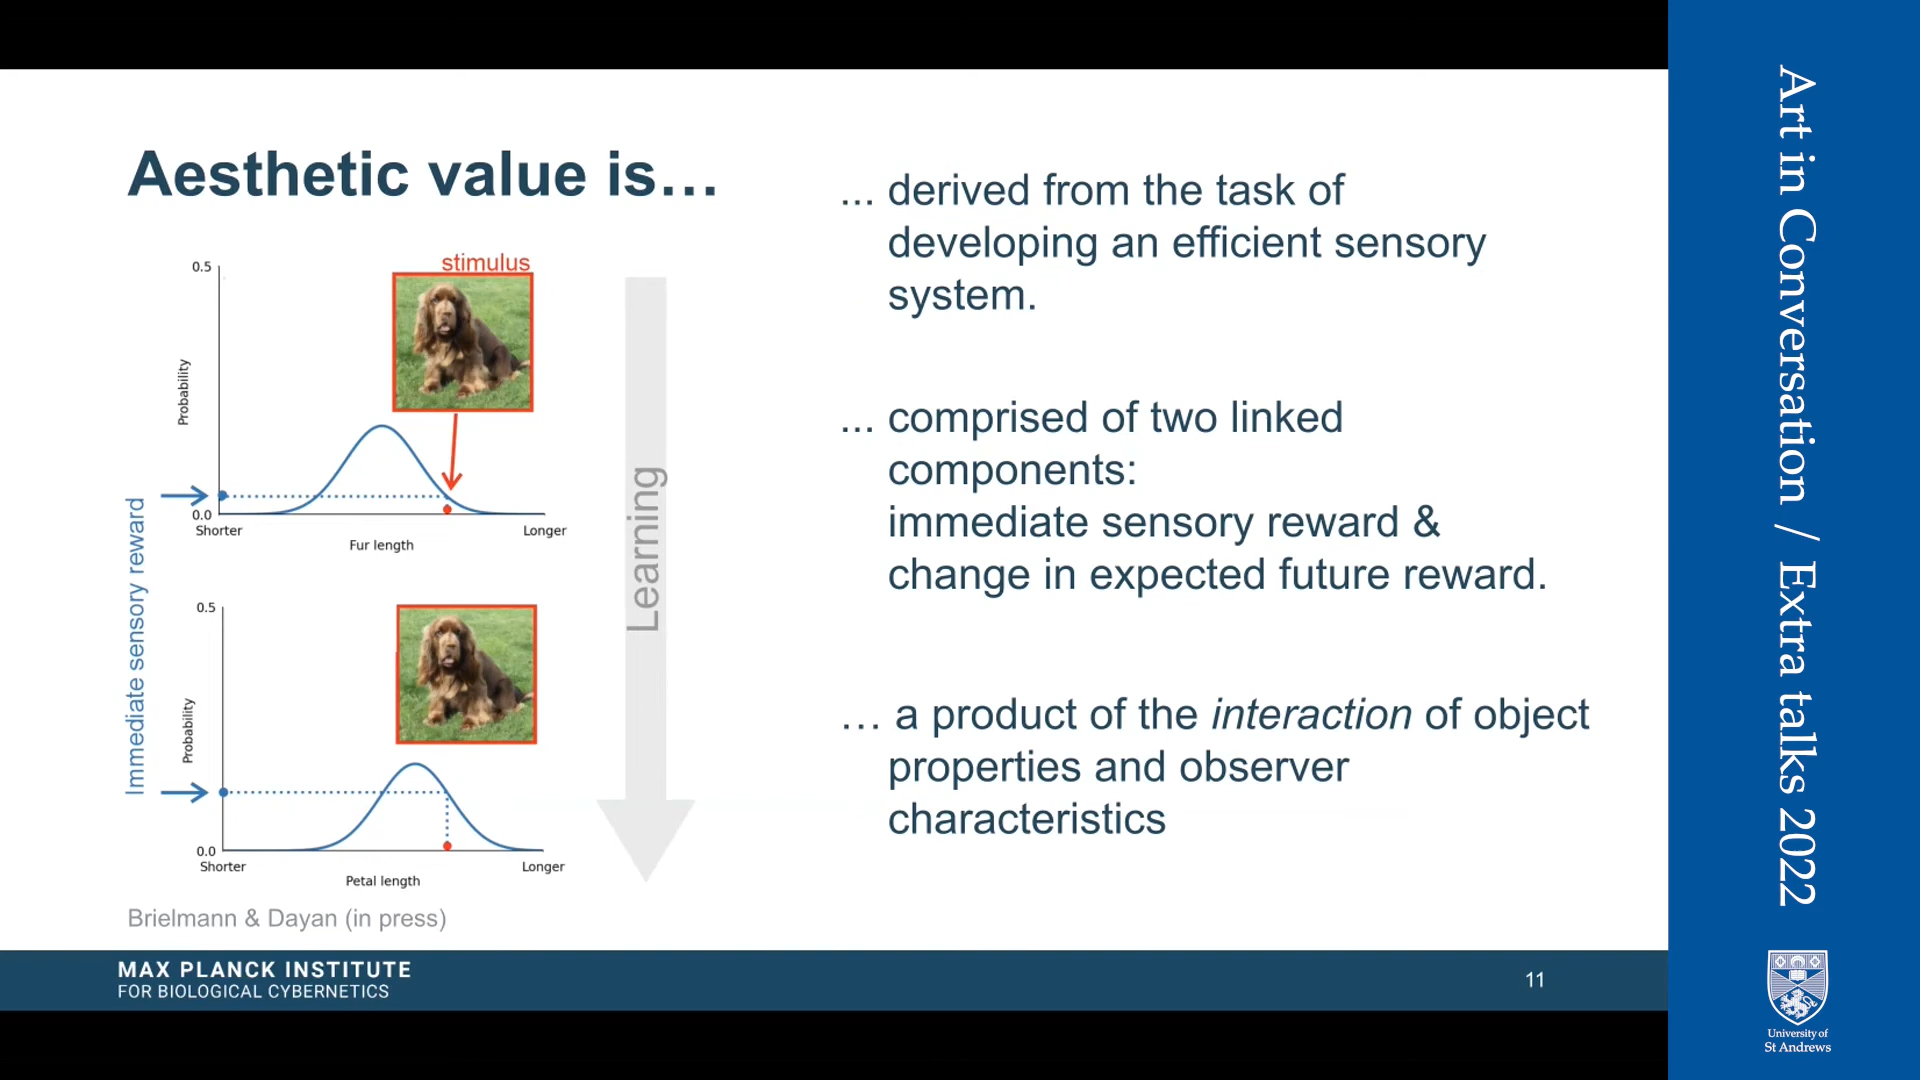 Aesthetic value is...
0.5
stimulus
Probability
0.0
Shorter
Longer
Fur length
Immediate sensory reward
0.5
Probability
0.0
Shorter
Longer
Petal length
Learning
Brielmann & Dayan (in press)
... derived from the task of
developing an efficient sensory
system.
... comprised of two linked
components:
immediate sensory reward &
change in expected future reward.
... a product of the interaction of object
properties and observer
characteristics
MAX PLANCK INSTITUTE
FOR BIOLOGICAL CYBERNETICS
11
Art in Conversation / Extra talks 2022
University of
St Andrews